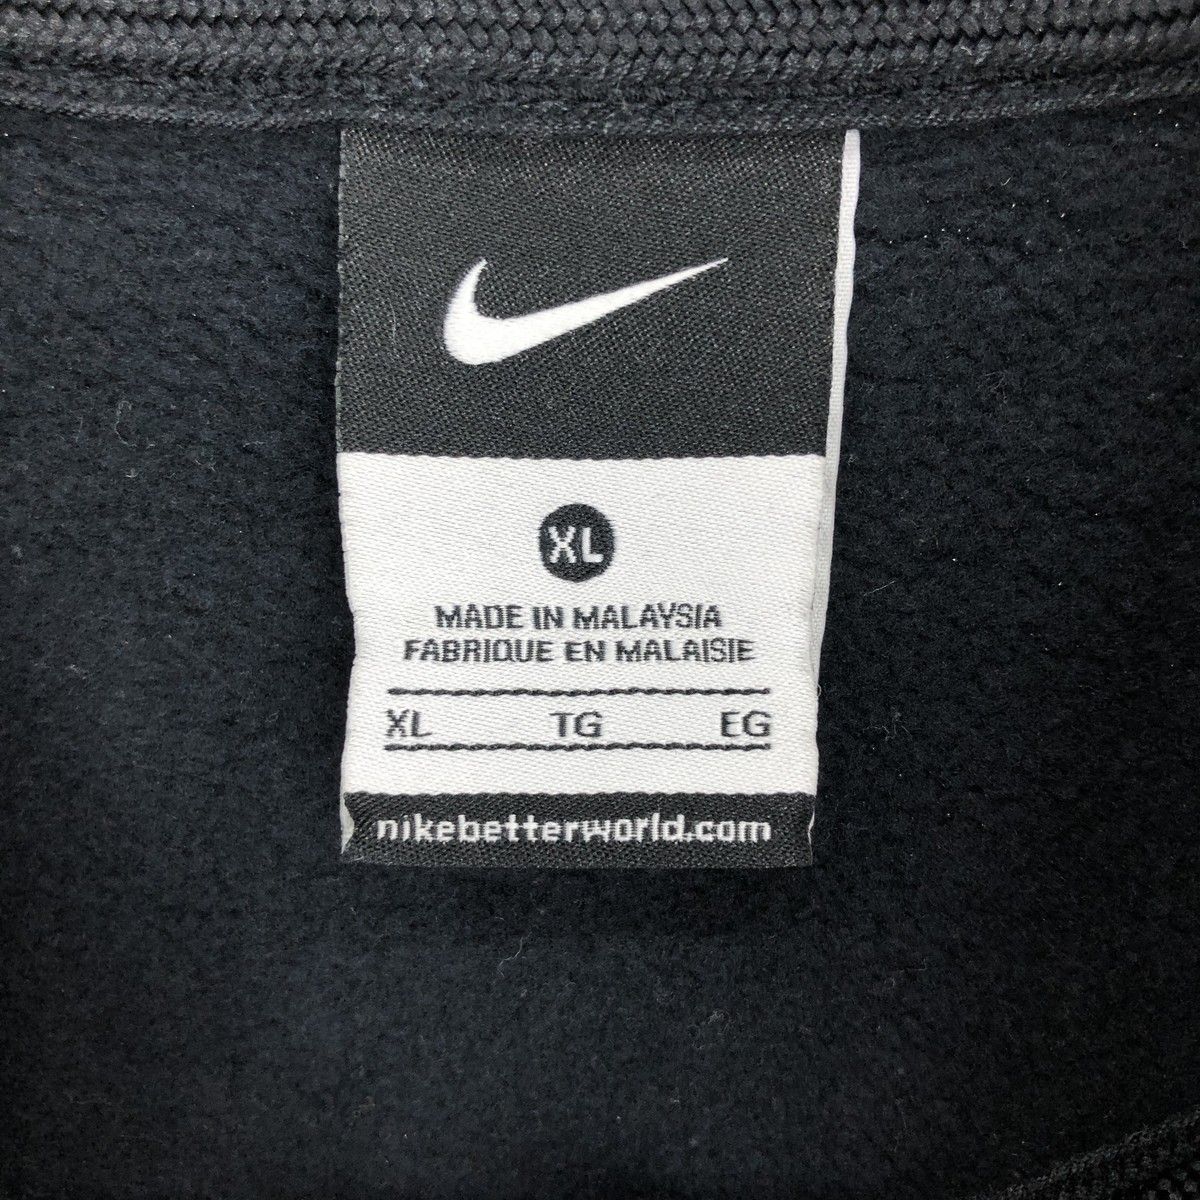 XL
MADE IN MALAYSIA
FABRIQUE EN MALAISIE
XL TG EG
nikebetterworld.com